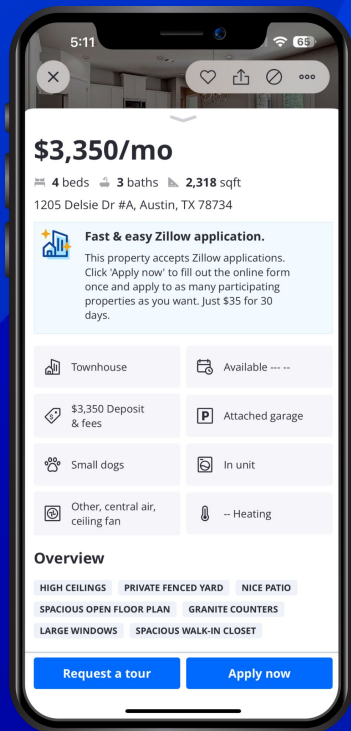 5:11
65
$3,350/mo
4 beds 3 baths 2,318 sqft
1205 Delsie Dr #A, Austin, TX 78734
Fast & easy Zillow application.
This property accepts Zillow applications.
Click 'Apply now' to fill out the online form
once and apply to as many participating
properties as you want. Just $35 for 30
days.
Townhouse
Available --- --
$3,350 Deposit
& fees
P Attached garage
Small dogs
In unit
Other, central air,
ceiling fan
-- Heating
Overview
HIGH CEILINGS PRIVATE FENCED YARD NICE PATIO
SPACIOUS OPEN FLOOR PLAN GRANITE COUNTERS
LARGE WINDOWS SPACIOUS WALK-IN CLOSET
Request a tour Apply now